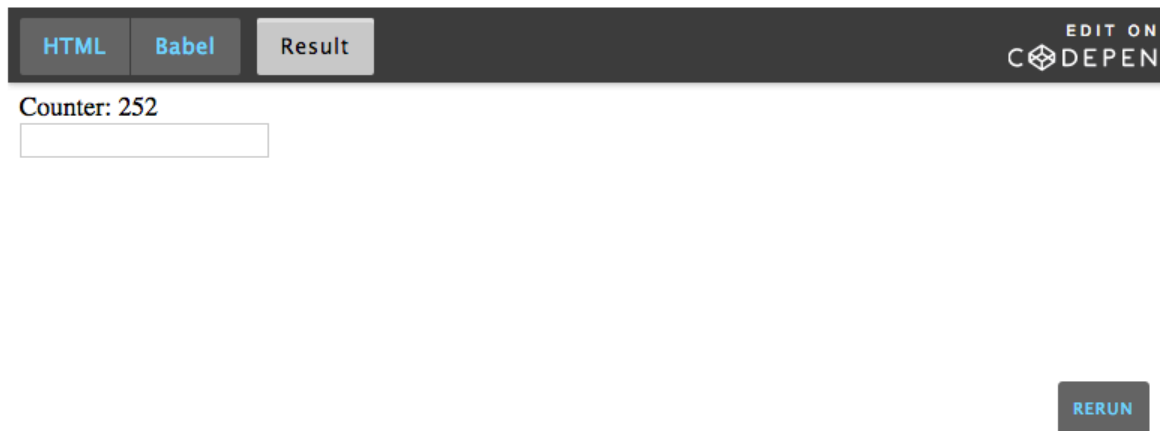 HTML Babel Result
EDIT ON
CODEPEN
Counter: 252
RERUN